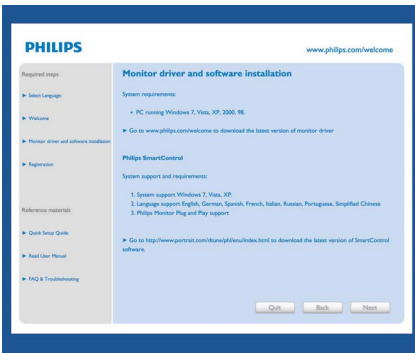 PHILIPS
www.philips.com/welcome
Required steps
Select Language:
Welcome
Monitor driver and software installation
Registration
Reference materials
Quick Setup Guide
Read User Manual
FAQ & Troubleshooting
Monitor driver and software installation
System requirements:
• PC running Windows 7, Vista, XP, 2000, 98.
Go to www.philips.com/welcome to download the latest version of monitor driver
Philips SmartControl
System support and requirements:
1. System support Windows 7, Vista, XP.
2. Language support English, German, Spanish, French, Italian, Russian, Portuguese, Simplified Chinese
3. Philips Monitor Plug and Play support
Go to http://www.portrait.com/dtune/phl/enu/index.html to download the latest version of SmartControl
software.
Quit
Back
Next